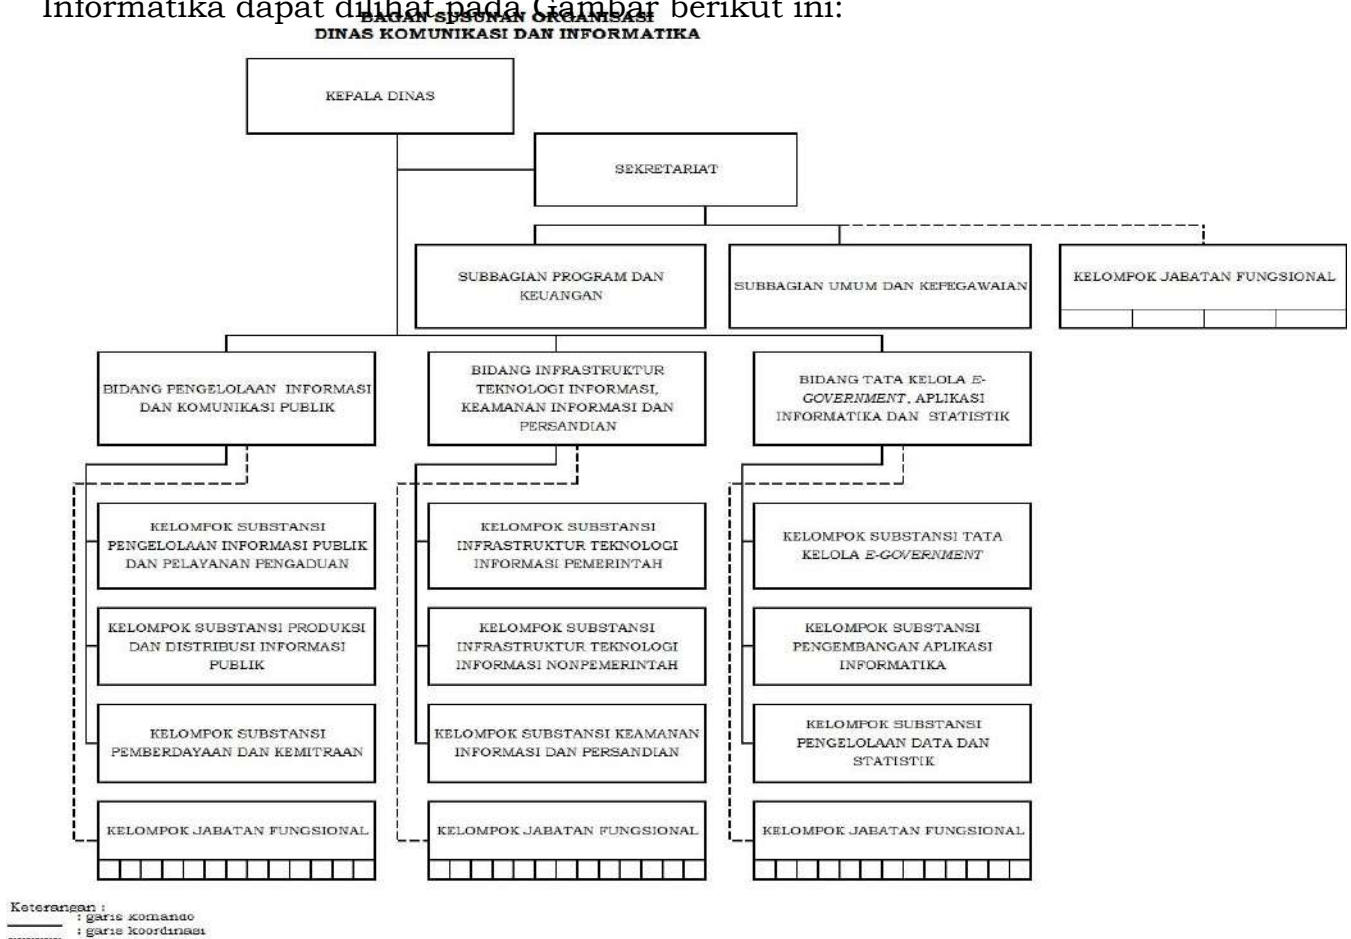 Informatika dapat dilihat pada Gambar berikut ini:
BAGAN SUSUNAN ORGANISASI
DINAS KOMUNIKASI DAN INFORMATIKA
KEPALA DINAS
SEKRETARIAT
SUBBAGIAN PROGRAM DAN
KEUANGAN
SUBBAGIAN UMUM DAN KEPEGAWAIAN
KELOMPOK JABATAN FUNGSIONAL
BIDANG PENGELOLAAN INFORMASI
DAN KOMUNIKASI PUBLIK
BIDANG INFRASTRUKTUR
TEKNOLOGI INFORMASI,
KEAMANAN INFORMASI DAN
PERSANDIAN
BIDANG TATA KELOLA E-
GOVERNMENT, APLIKASI
INFORMATIKA DAN STATISTIK
KELOMPOK SUBSTANSI
PENGELOLAAN INFORMASI PUBLIK
DAN PELAYANAN PENGADUAN
KELOMPOK SUBSTANSI
INFRASTRUKTUR TEKNOLOGI
INFORMASI PEMERINTAH
KELOMPOK SUBSTANSI TATA
KELOLA E-GOVERNMENT
KELOMPOK SUBSTANSI PRODUKSI
DAN DISTRIBUSI INFORMASI
PUBLIK
KELOMPOK SUBSTANSI
INFRASTRUKTUR TEKNOLOGI
INFORMASI NONPEMERINTAH
KELOMPOK SUBSTANSI
PENGEMBANGAN APLIKASI
INFORMATIKA
KELOMPOK SUBSTANSI
PEMBERDAYAAN DAN KEMITRAAN
KELOMPOK SUBSTANSI KEAMANAN
INFORMASI DAN PERSANDIAN
KELOMPOK SUBSTANSI
PENGELOLAAN DATA DAN
STATISTIK
KELOMPOK JABATAN FUNGSIONAL
KELOMPOK JABATAN FUNGSIONAL
KELOMPOK JABATAN FUNGSIONAL
Keterangan :
: garis komando
: garis koordinasi